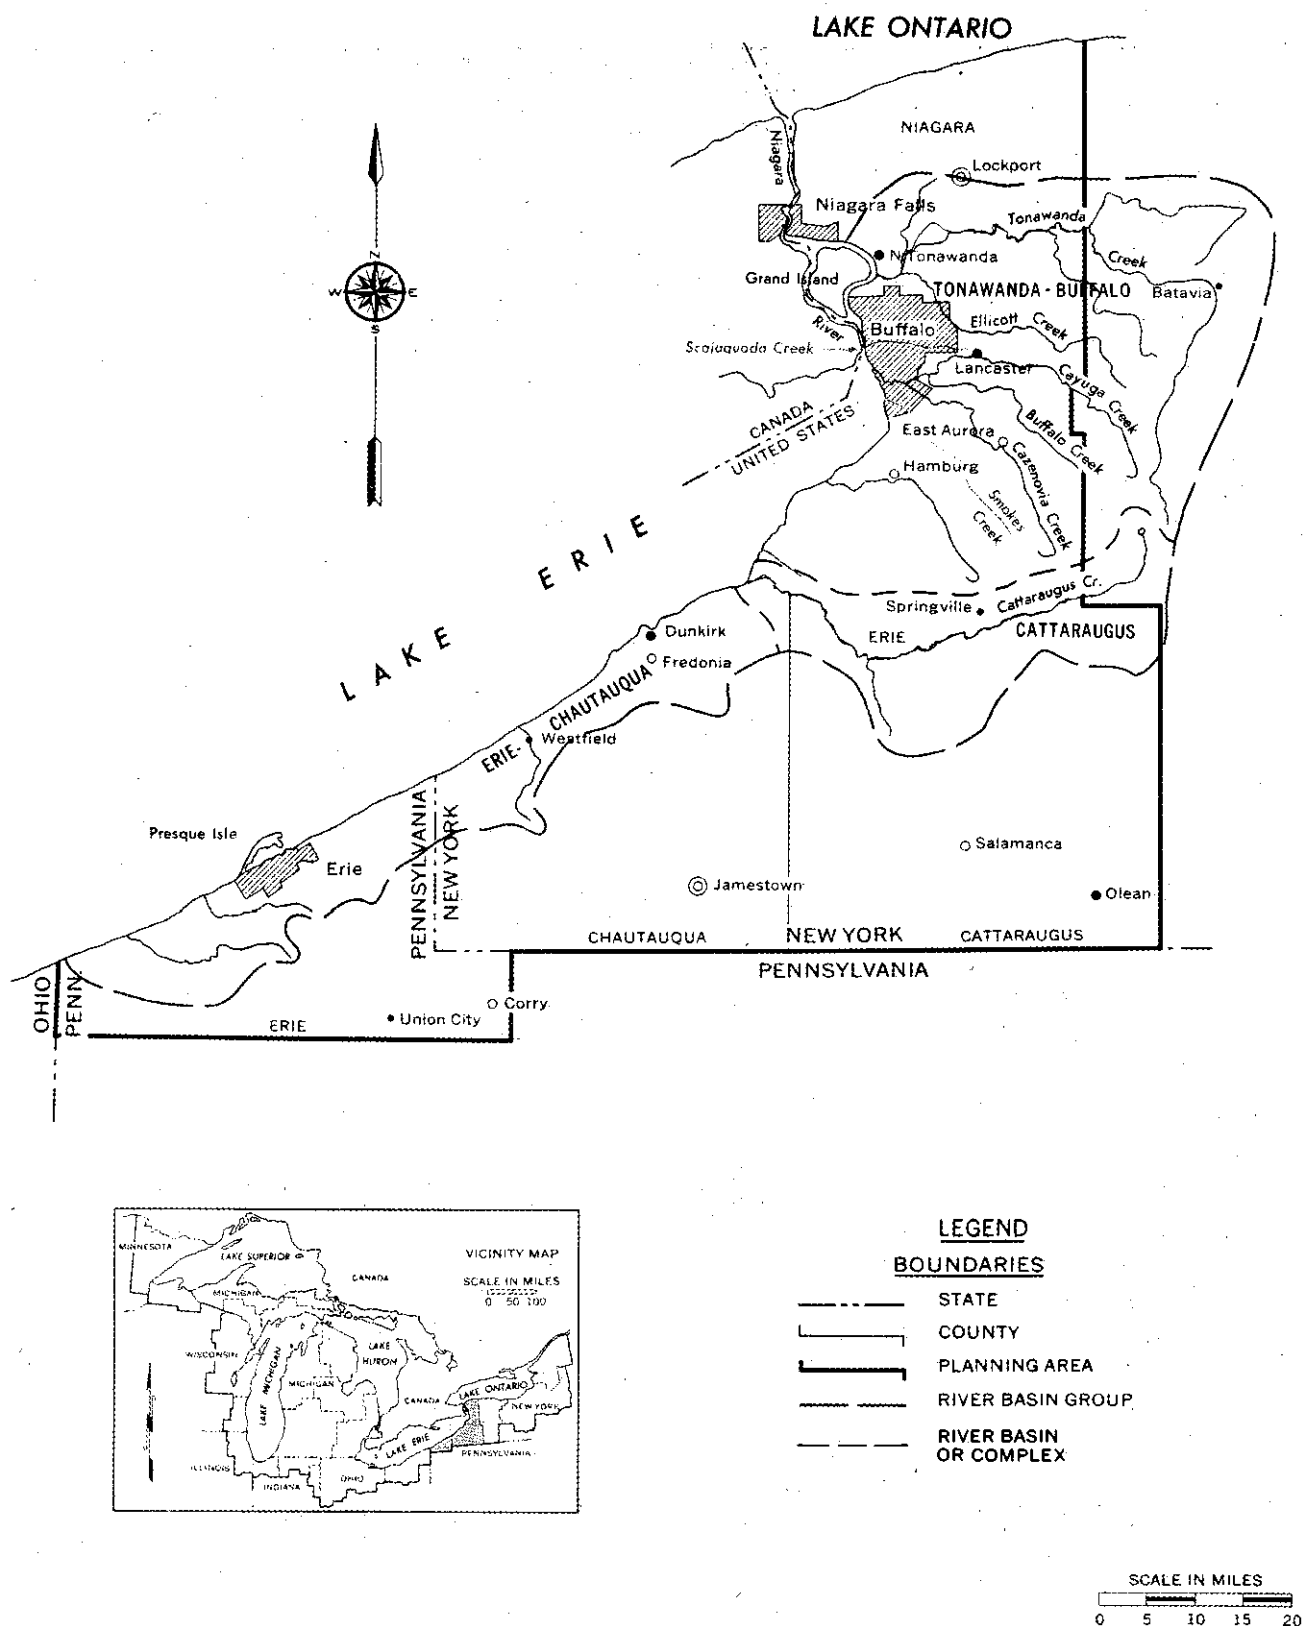 LAKE ONTARIO
NIAGARA
Niagara
Lockport
Niagara Falls
Tonawanda
Creek
N Tonawanda
Grand Island
TONAWANDA - BUFFALO
Batavia
River
Buffalo
Ellicott Creek
Scajaquada Creek
Lancaster
Cayuga Creek
CANADA
UNITED STATES
East Aurora
Buffalo Creek
Hamburg
Cazenovia Creek
Smokes
Creek
LAKE ERIE
Springville
Cattaraugus Cr.
ERIE
CATTARAUGUS
Dunkirk
Fredonia
ERIE-CHAUTAUQUA
Westfield
PENNSYLVANIA
NEW YORK
Presque Isle
Erie
Salamanca
Jamestown
Olean
CHAUTAUQUA
NEW YORK
CATTARAUGUS
PENNSYLVANIA
OHIO
PENN
Corry
Union City
ERIE
N
W
E
S
MINNESOTA
LAKE SUPERIOR
VICINITY MAP
CANADA
SCALE IN MILES
0 50 100
MICHIGAN
WISCONSIN
LAKE MICHIGAN
LAKE
HURON
MICHIGAN
CANADA
LAKE ONTARIO
NEW YORK
LAKE ERIE
PENNSYLVANIA
ILLINOIS
INDIANA
OHIO
LEGEND
BOUNDARIES
STATE
COUNTY
PLANNING AREA
RIVER BASIN GROUP
RIVER BASIN
OR COMPLEX
SCALE IN MILES
0 5 10 15 20